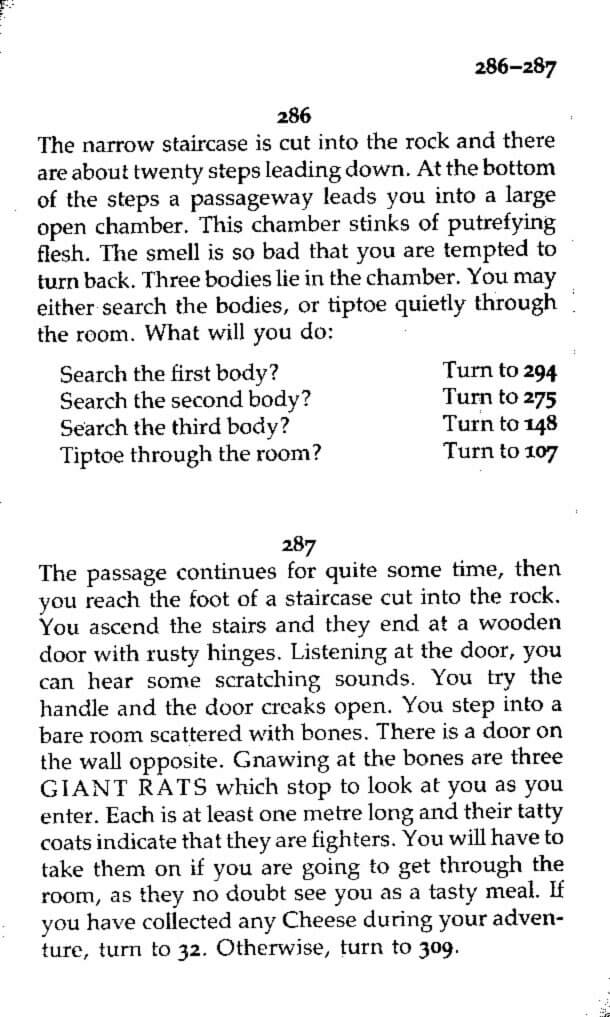 286–287
286
The narrow staircase is cut into the rock and there
are about twenty steps leading down. At the bottom
of the steps a passageway leads you into a large
open chamber. This chamber stinks of putrefying
flesh. The smell is so bad that you are tempted to
turn back. Three bodies lie in the chamber. You may
either search the bodies, or tiptoe quietly through
the room. What will you do:
Search the first body? Turn to 294
Search the second body? Turn to 275
Search the third body? Turn to 148
Tiptoe through the room? Turn to 107
287
The passage continues for quite some time, then
you reach the foot of a staircase cut into the rock.
You ascend the stairs and they end at a wooden
door with rusty hinges. Listening at the door, you
can hear some scratching sounds. You try the
handle and the door creaks open. You step into a
bare room scattered with bones. There is a door on
the wall opposite. Gnawing at the bones are three
GIANT RATS which stop to look at you as you
enter. Each is at least one metre long and their tatty
coats indicate that they are fighters. You will have to
take them on if you are going to get through the
room, as they no doubt see you as a tasty meal. If
you have collected any Cheese during your adven-
ture, turn to 32. Otherwise, turn to 309.